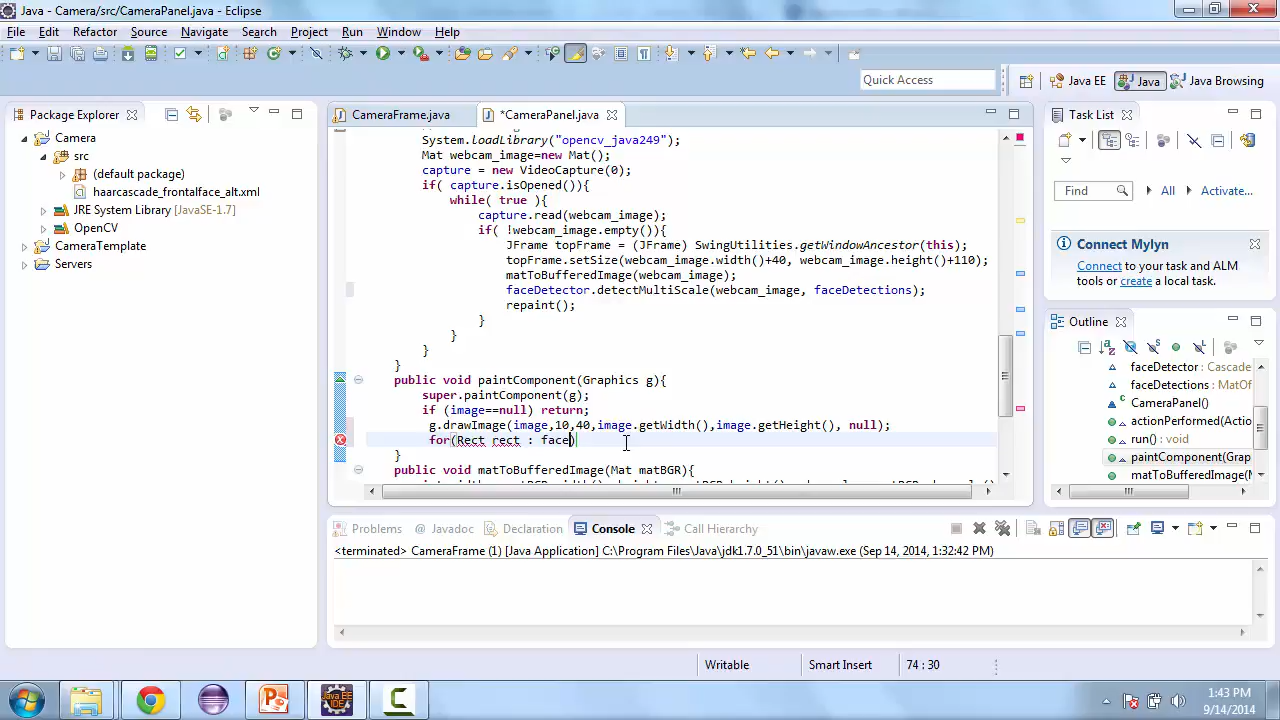 Java - Camera/src/CameraPanel.java - Eclipse
File Edit Refactor Source Navigate Search Project Run Window Help
Quick Access
Java EE
Java
Java Browsing
Package Explorer
Camera
src
(default package)
haarcascade_frontalface_alt.xml
JRE System Library [JavaSE-1.7]
OpenCV
CameraTemplate
Servers
CameraFrame.java
*CameraPanel.java
System.loadLibrary("opencv_java249");
Mat webcam_image=new Mat();
capture = new VideoCapture(0);
if( capture.isOpened()){
while( true ){
capture.read(webcam_image);
if( !webcam_image.empty()){
JFrame topFrame = (JFrame) SwingUtilities.getWindowAncestor(this);
topFrame.setSize(webcam_image.width()+40, webcam_image.height()+110);
matToBufferedImage(webcam_image);
faceDetector.detectMultiScale(webcam_image, faceDetections);
repaint();
}
}
}
}
public void paintComponent(Graphics g){
super.paintComponent(g);
if (image==null) return;
g.drawImage(image,10,40,image.getWidth(),image.getHeight(), null);
for(Rect rect : face)
}
public void matToBufferedImage(Mat matBGR){
Task List
Find
All
Activate...
Connect Mylyn
Connect to your task and ALM
tools or create a local task.
Outline
faceDetector : Cascade
faceDetections : MatOf
CameraPanel()
actionPerformed(Action
run() : void
paintComponent(Grap
matToBufferedImage(M
Problems
@ Javadoc
Declaration
Console
Call Hierarchy
<terminated> CameraFrame (1) [Java Application] C:\Program Files\Java\jdk1.7.0_51\bin\javaw.exe (Sep 14, 2014, 1:32:42 PM)
Writable
Smart Insert
74 : 30
Java EE
IDE
1:43 PM
9/14/2014